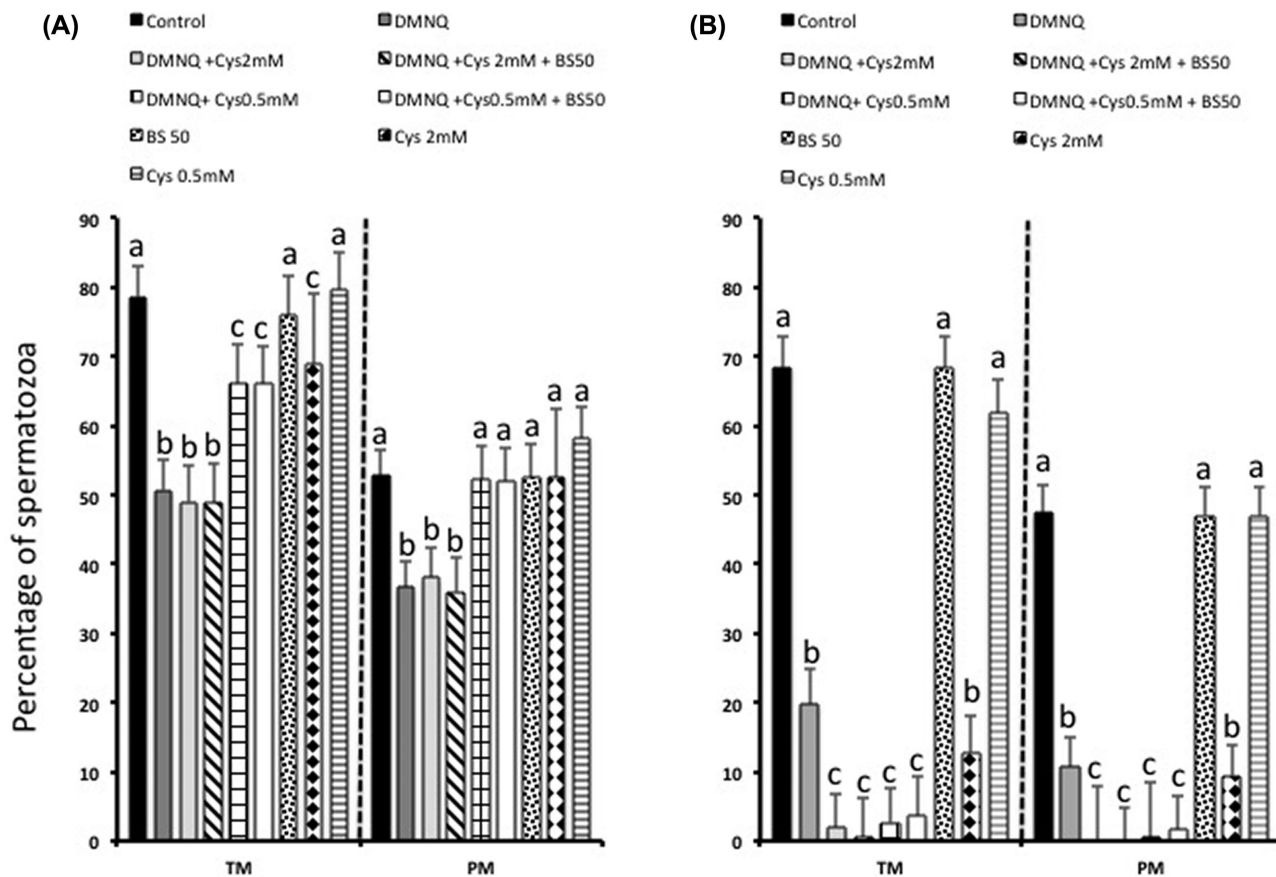 (A)
Control
DMNQ
DMNQ +Cys2mM
DMNQ +Cys 2mM + BS50
DMNQ+ Cys0.5mM
DMNQ +Cys0.5mM + BS50
BS 50
Cys 2mM
Cys 0.5mM
Percentage of spermatozoa
90
80
70
60
50
40
30
20
10
0
a
b b b
c c
a
c
a
a
b b b
a a a a a
TM
PM
(B)
Control
DMNQ
DMNQ +Cys2mM
DMNQ +Cys 2mM + BS50
DMNQ+ Cys0.5mM
DMNQ +Cys0.5mM + BS50
BS 50
Cys 2mM
Cys 0.5mM
90
80
70
60
50
40
30
20
10
0
a
b
c c c c
a
b
a
a
b
c c c c
a
b
a
TM
PM